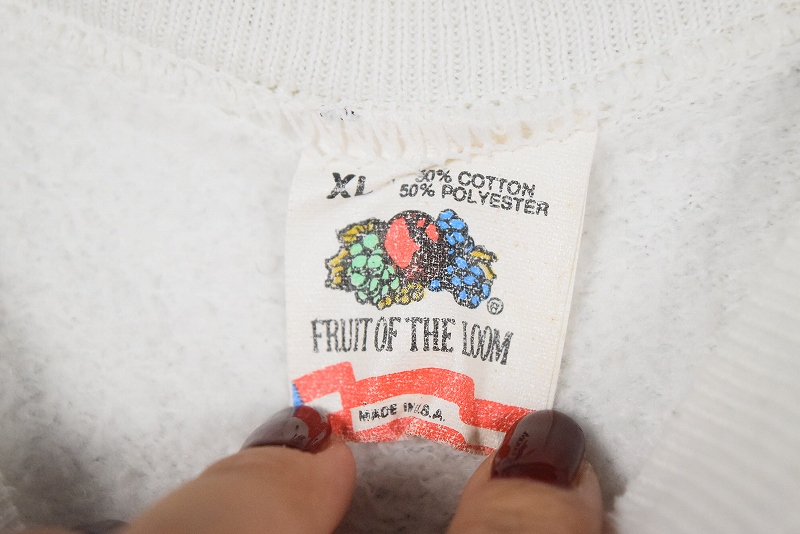 XL 50% COTTON
50% POLYESTER
®
FRUIT OF THE LOOM
MADE IN U.S.A.